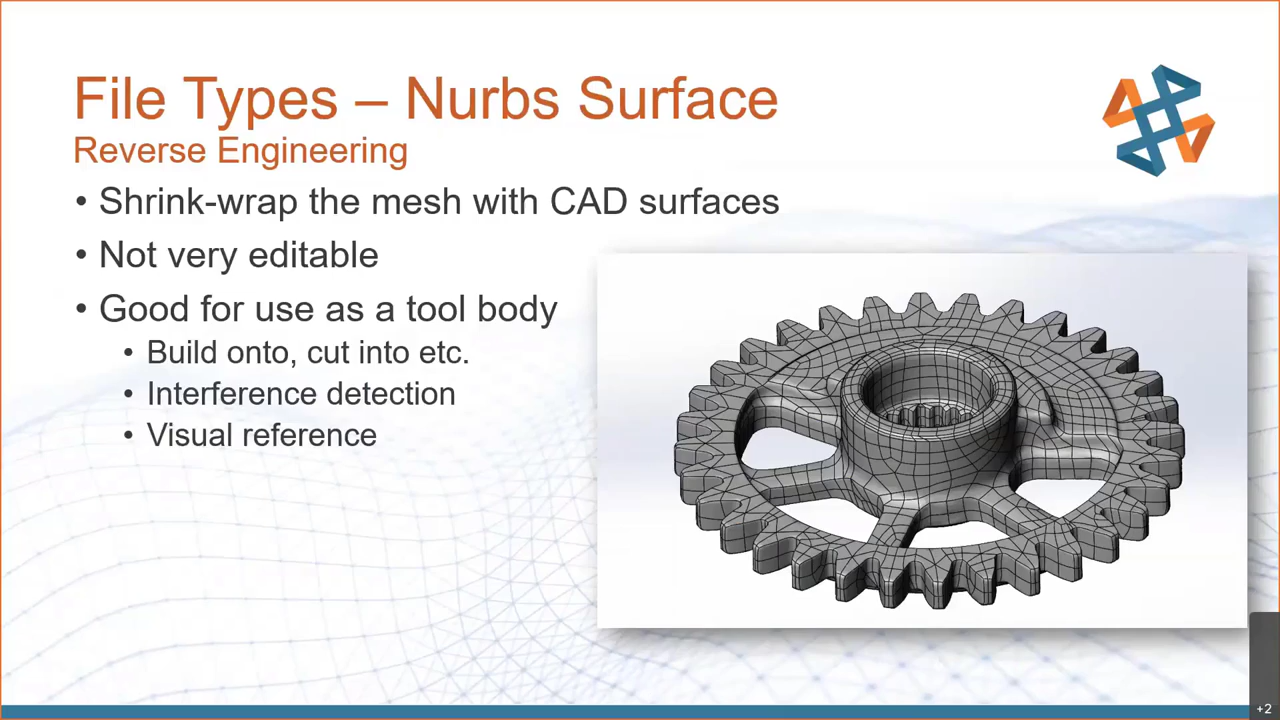 File Types – Nurbs Surface
Reverse Engineering
• Shrink-wrap the mesh with CAD surfaces
• Not very editable
• Good for use as a tool body
• Build onto, cut into etc.
• Interference detection
• Visual reference
+2